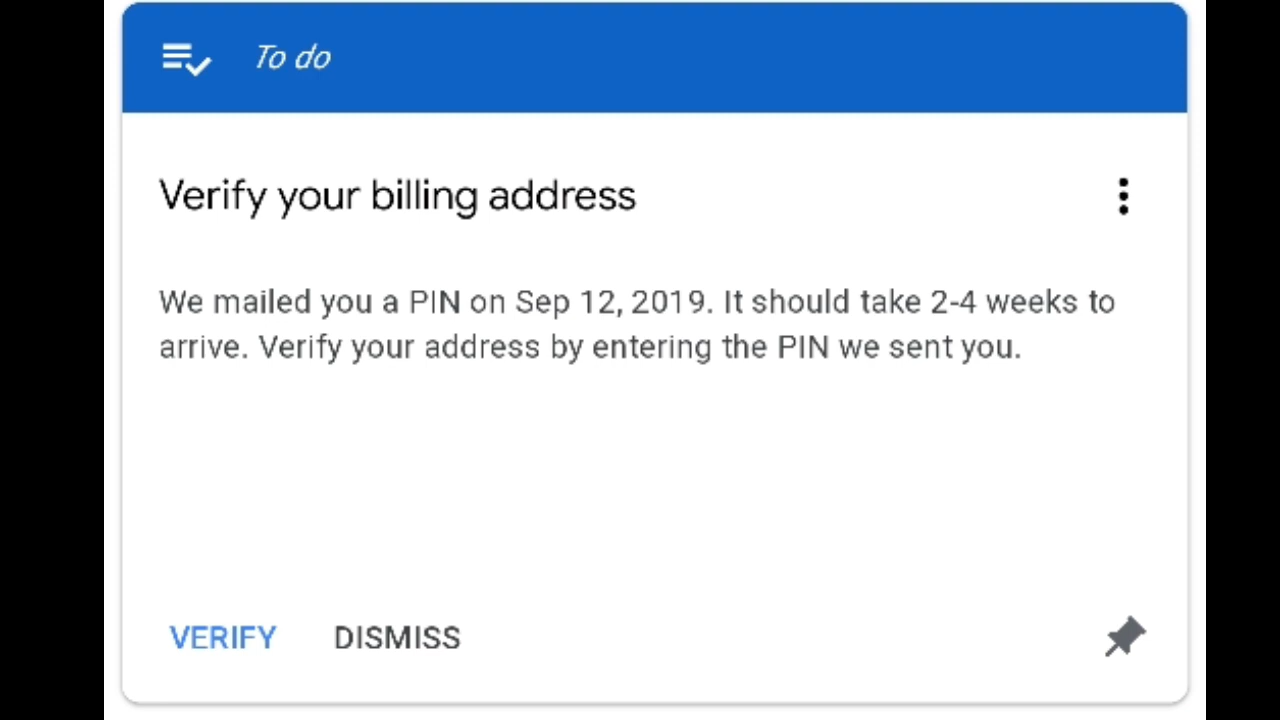 To do
Verify your billing address
We mailed you a PIN on Sep 12, 2019. It should take 2-4 weeks to
arrive. Verify your address by entering the PIN we sent you.
VERIFY DISMISS